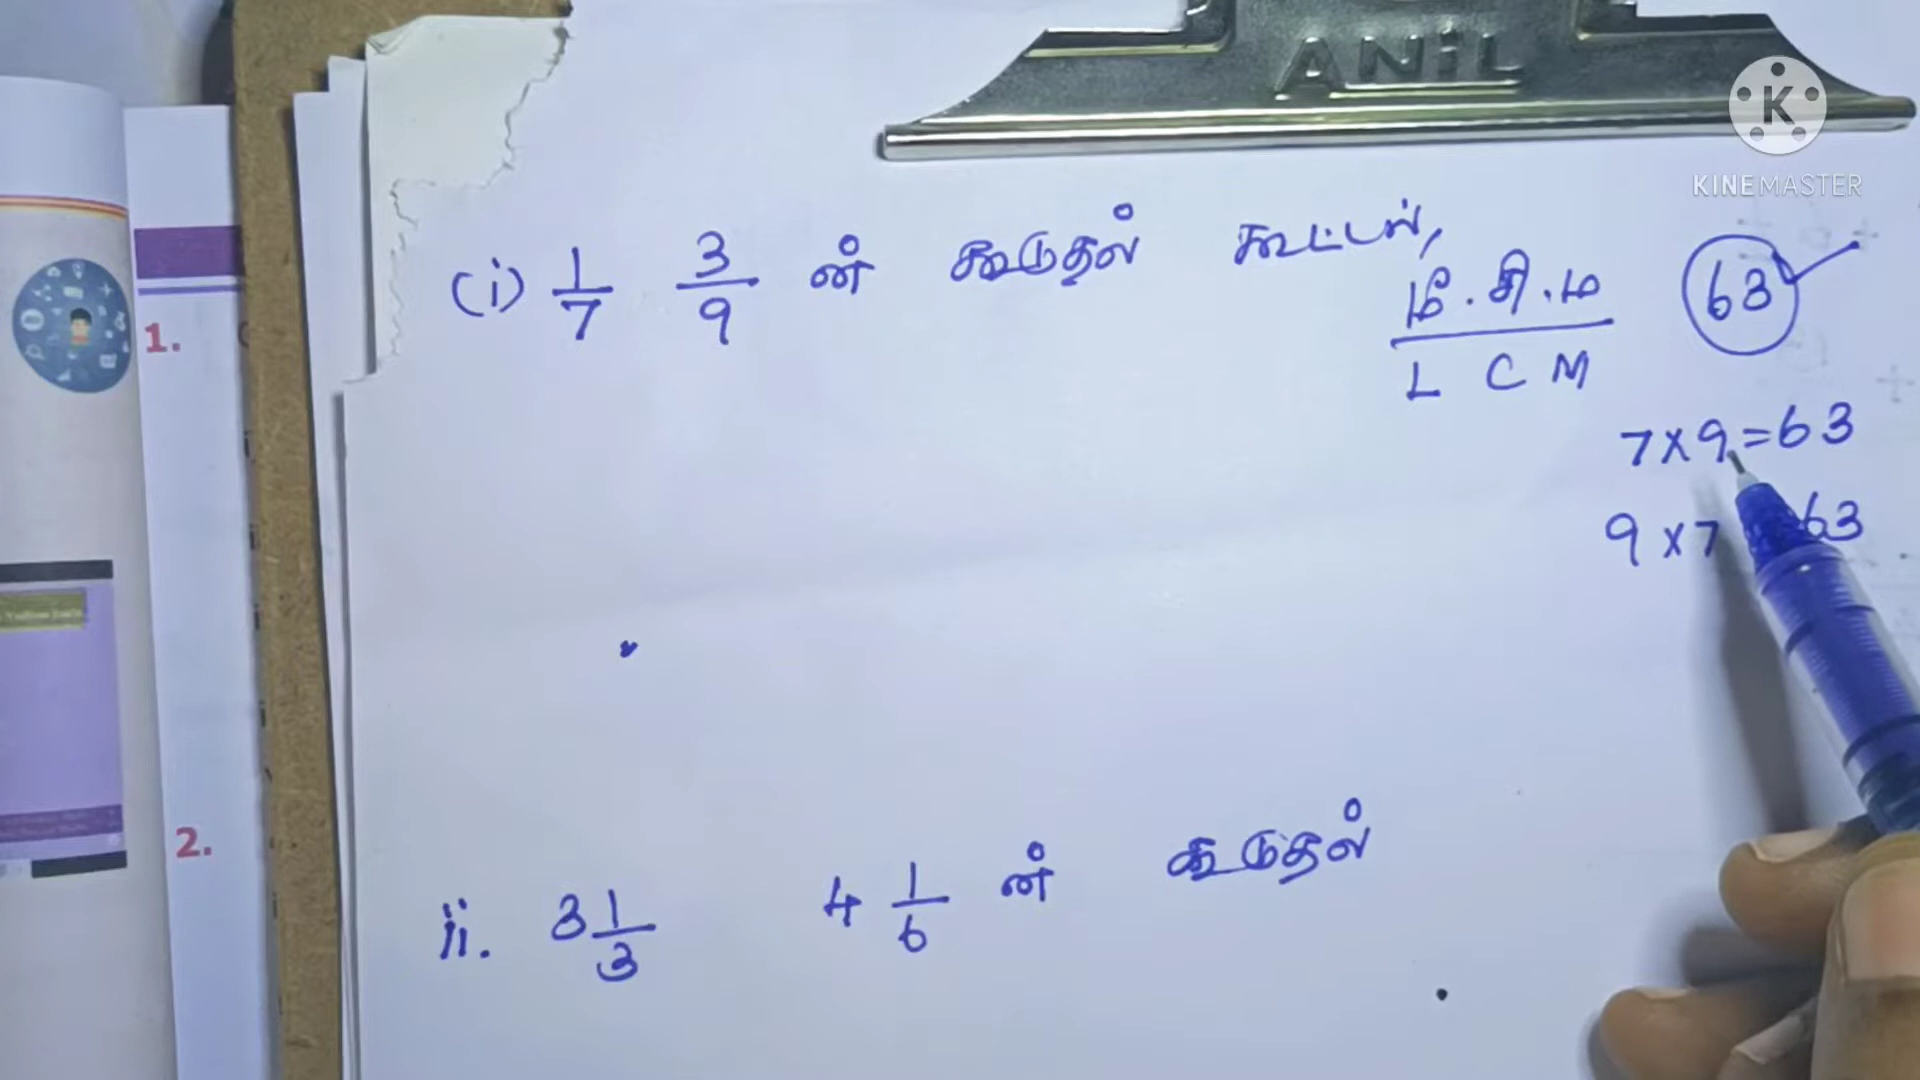 ANiL
KINEMASTER
(i) 1/7 3/9 ன் கூடுதல் கூட்டல்,
மீ.சி.ம
L C M
63
7×9=63
9×7 63
1.
2.
ii. 3 1/3 4 1/6 ன் கூடுதல்